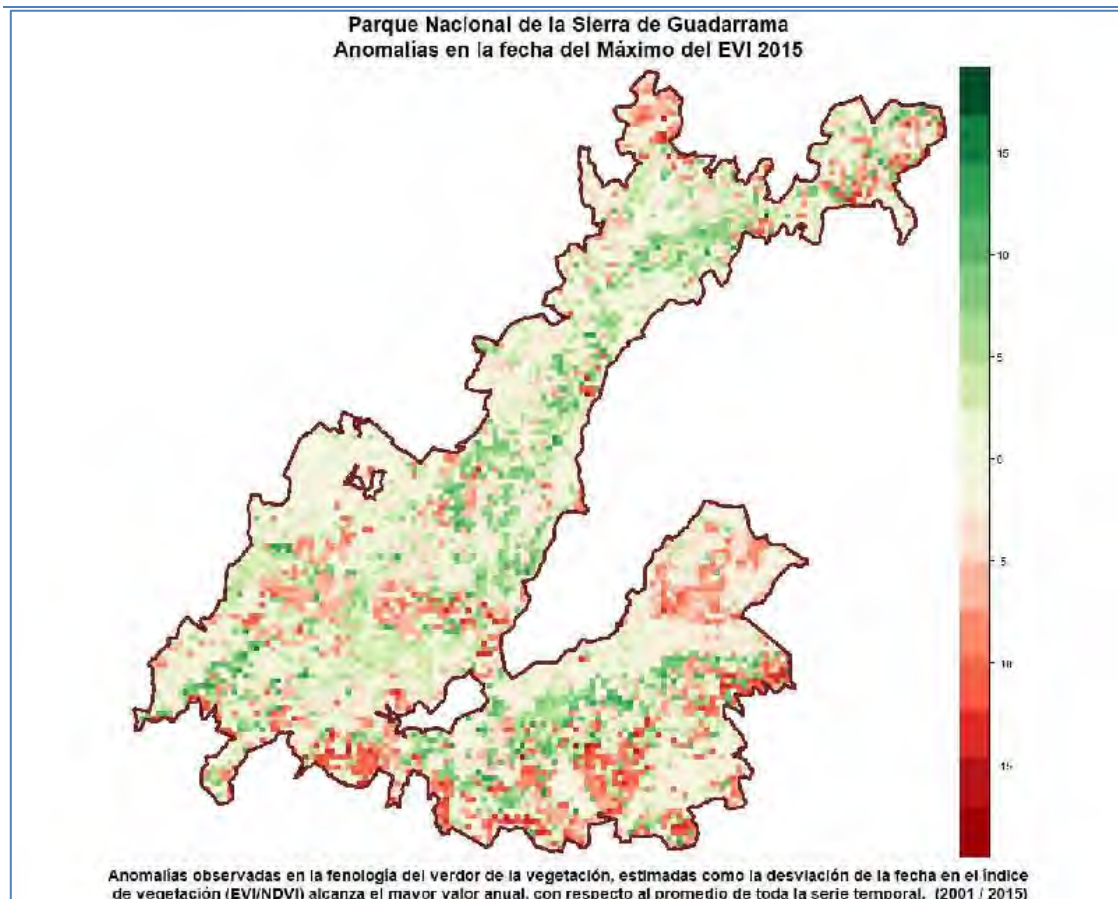 Parque Nacional de la Sierra de Guadarrama
Anomalías en la fecha del Máximo del EVI 2015
15
10
5
0
5
10
15
Anomalías observadas en la fenología del verdor de la vegetación, estimadas como la desviación de la fecha en el índice
de vegetación (EVI/NDVI) alcanza el mayor valor anual, con respecto al promedio de toda la serie temporal. (2001 / 2015)